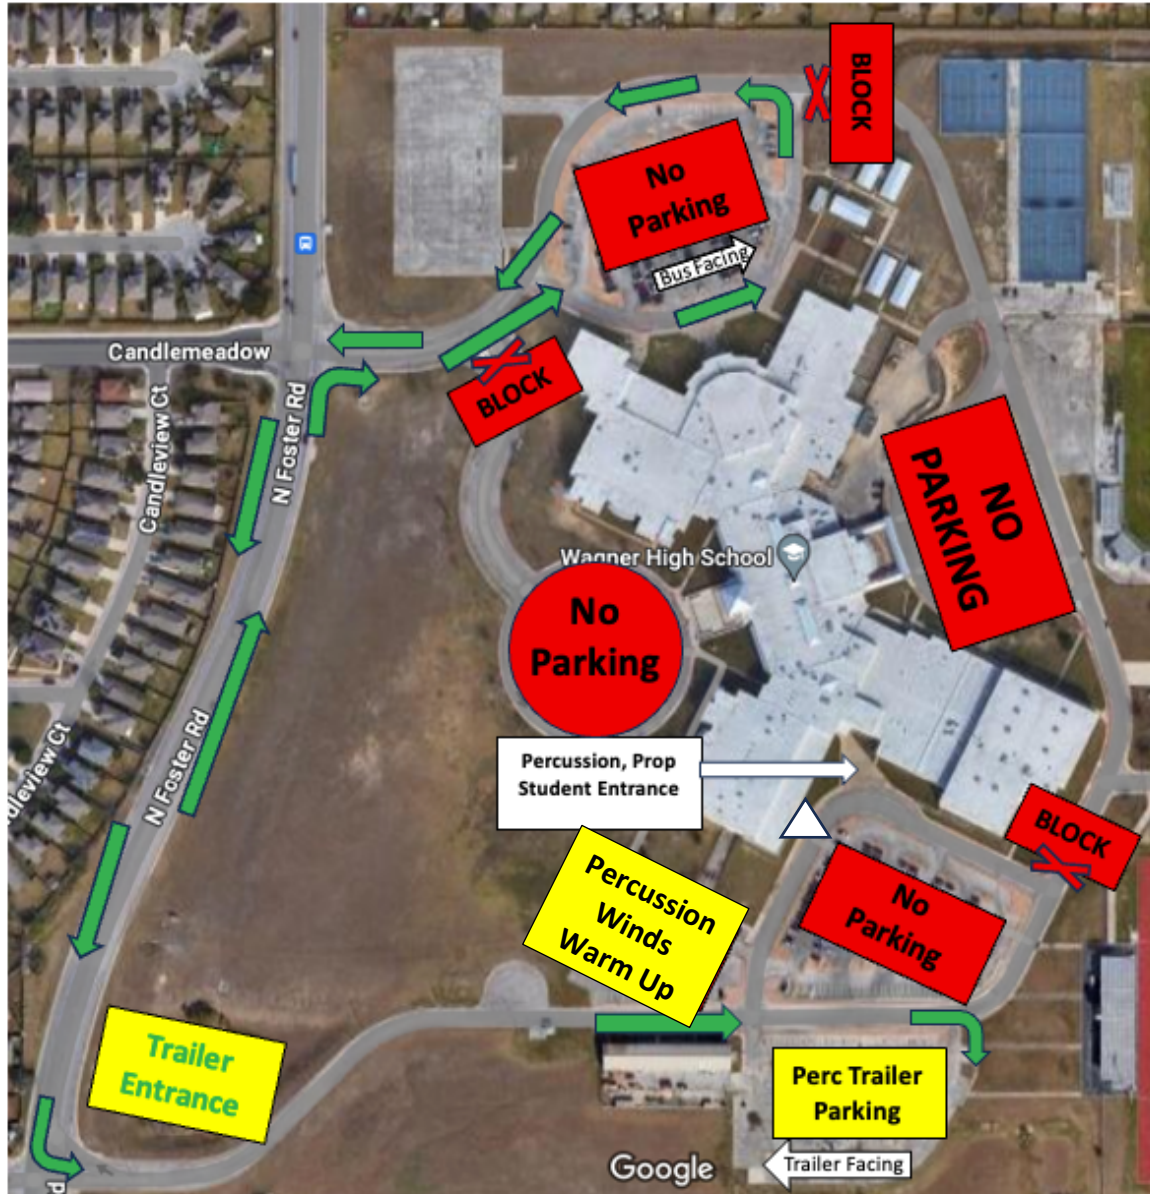 BLOCK
No
Parking
Bus Facing
Candlemeadow
BLOCK
N Foster Rd
Candleview Ct
NO
PARKING
Wagner High School
No
Parking
Percussion, Prop
Student Entrance
N Foster Rd
dleview Ct
BLOCK
No
Parking
Percussion
Winds
Warm Up
Trailer
Entrance
Perc Trailer
Parking
Trailer Facing
Google
d